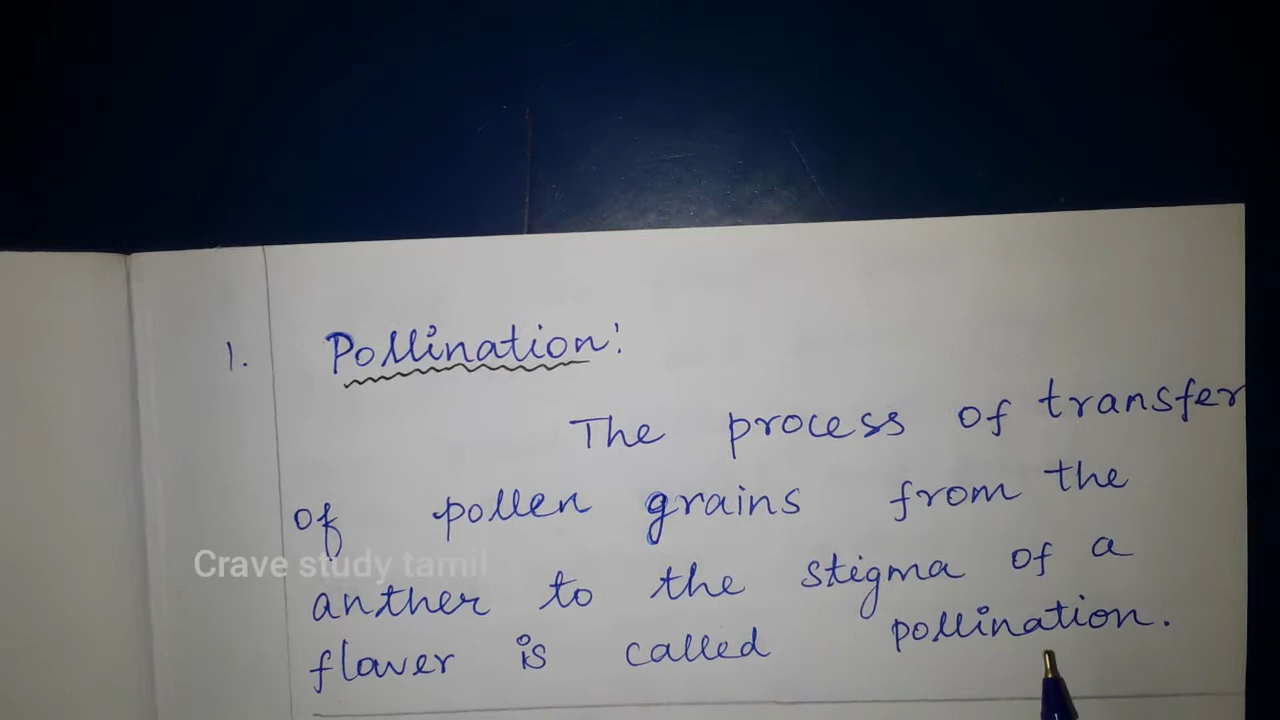 1. Pollination:
The process of transfer
of pollen grains from the
Crave study tamil
anther to the stigma of a
flower is called pollination.